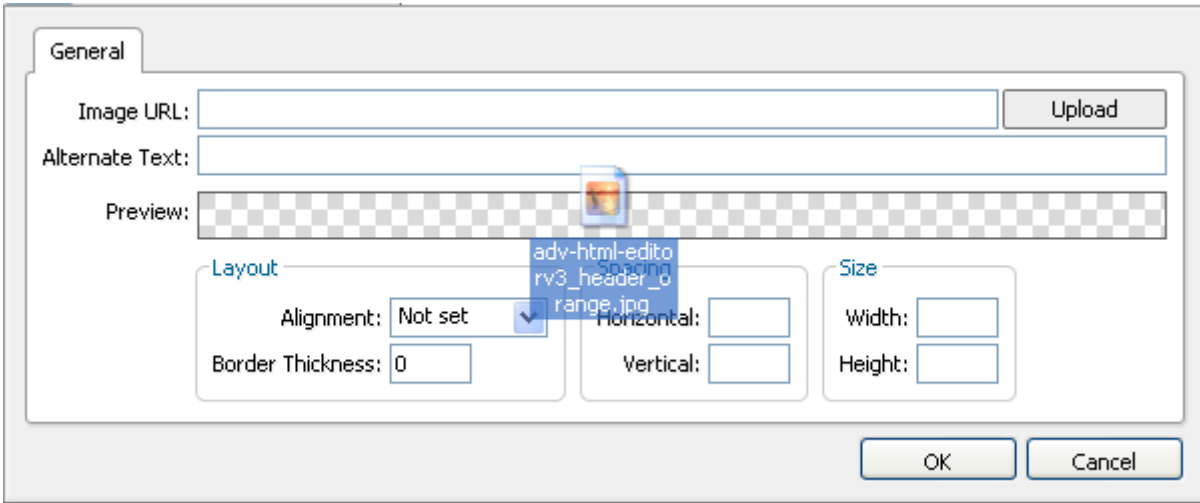 General
Image URL: Upload
Alternate Text:
Preview:
adv-html-edito
rv3_header_o
range.jpg
Layout Spacing Size
Alignment: Not set Horizontal: Width:
Border Thickness: 0 Vertical: Height:
OK Cancel